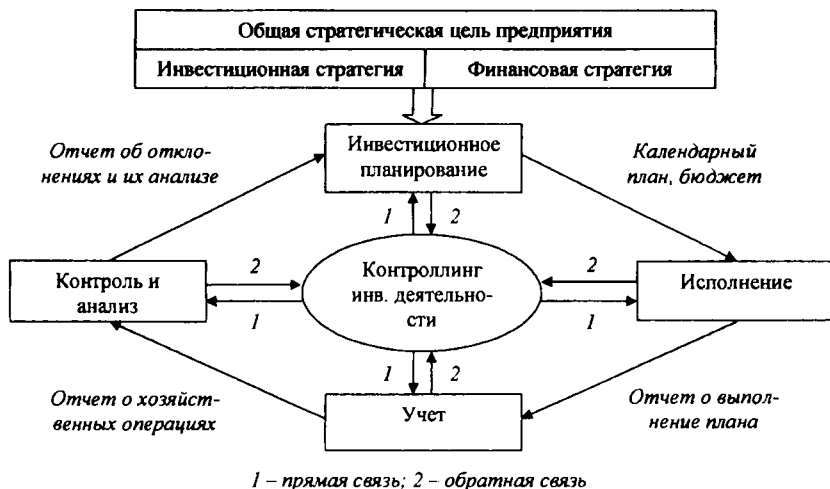 Общая стратегическая цель предприятия
Инвестиционная стратегия
Финансовая стратегия
Отчет об откло-
нениях и их анализе
Инвестиционное
планирование
Календарный
план, бюджет
1
2
Контроль и
анализ
2
1
Контроллинг
инв. деятельно-
сти
2
1
Исполнение
1
2
Отчет о хозяйст-
венных операциях
Учет
Отчет о выпол-
нение плана
1 – прямая связь; 2 – обратная связь